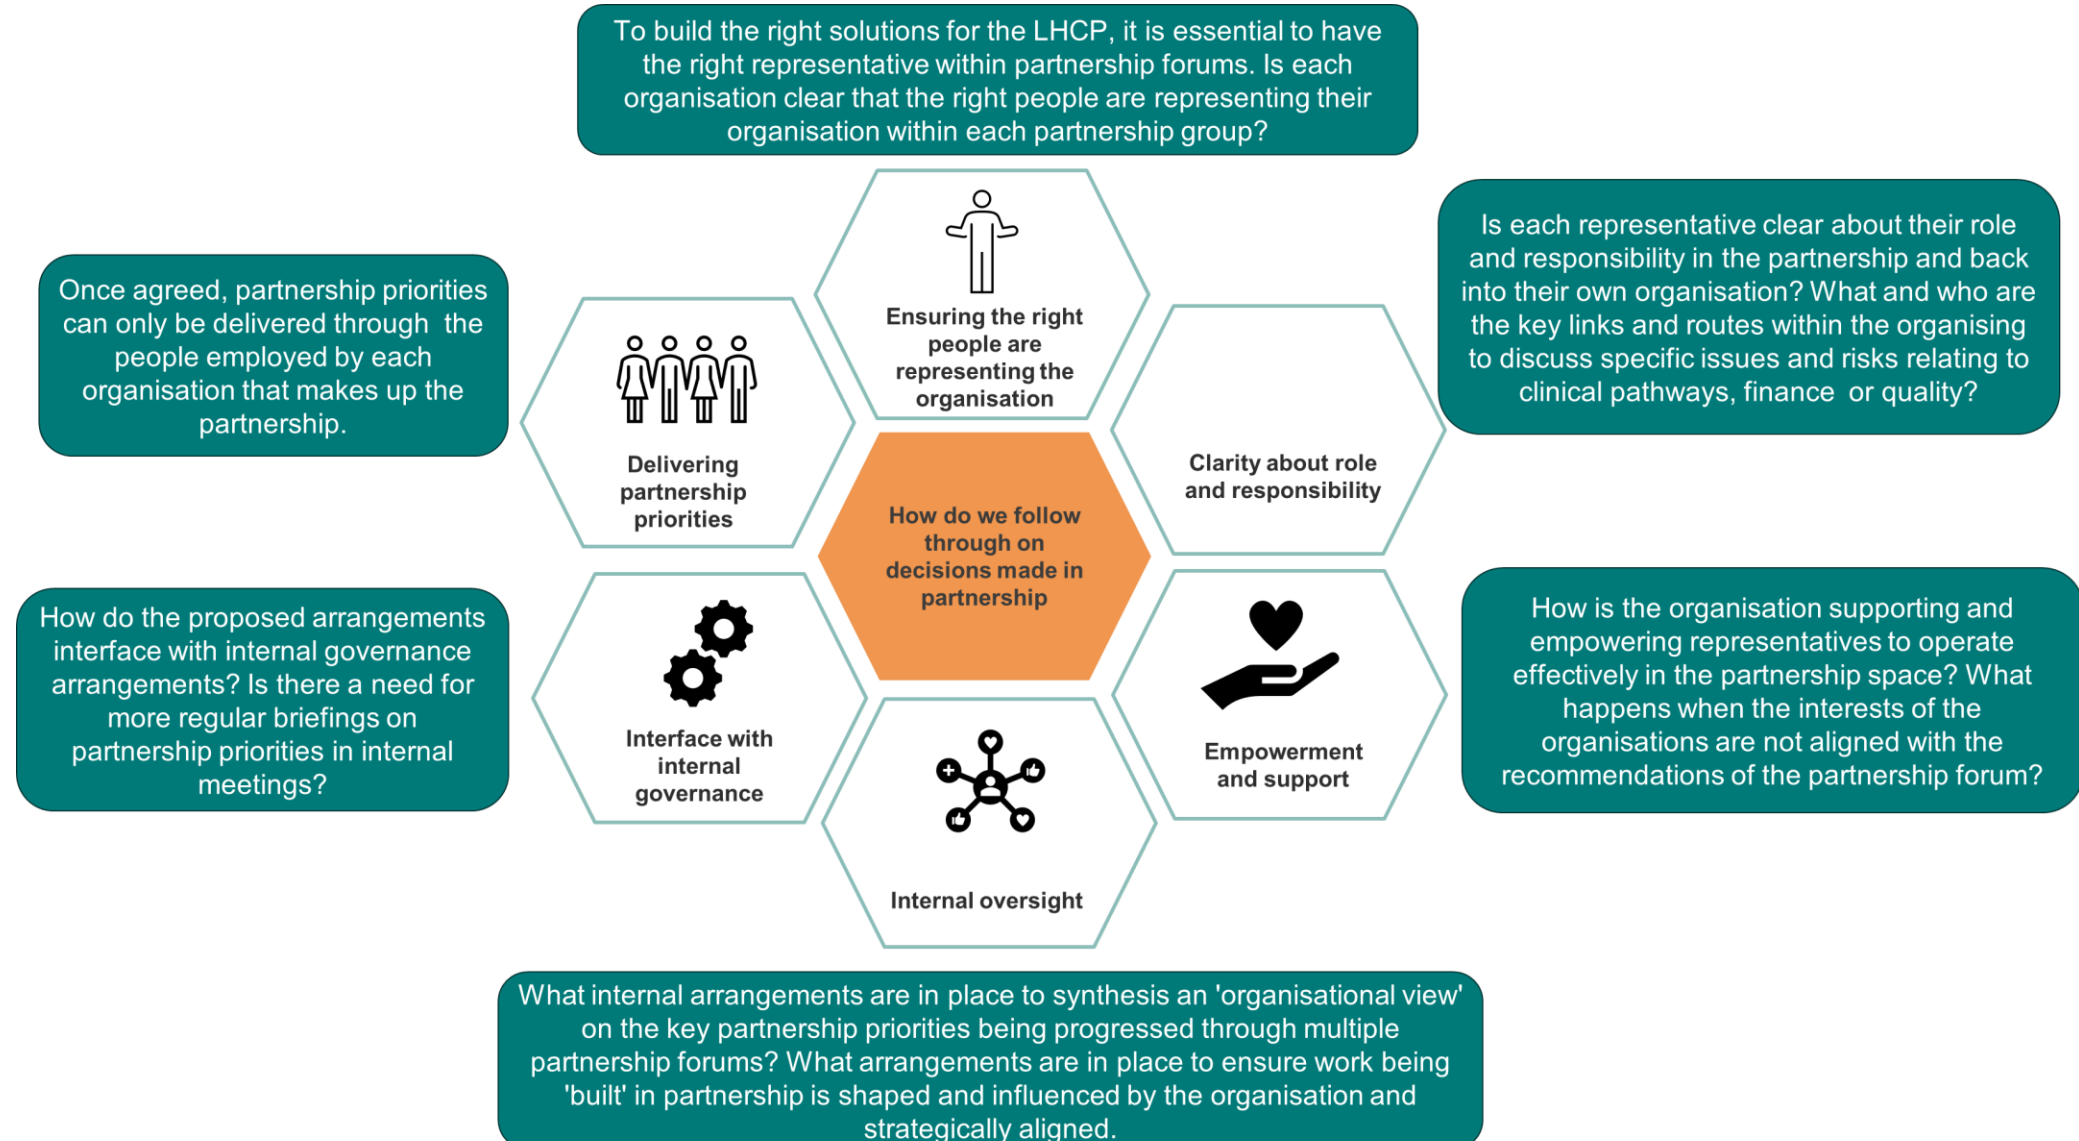 To build the right solutions for the LHCP, it is essential to have
the right representative within partnership forums. Is each
organisation clear that the right people are representing their
organisation within each partnership group?
Ensuring the right
people are
representing the
organisation
Is each representative clear about their role
and responsibility in the partnership and back
into their own organisation? What and who are
the key links and routes within the organising
to discuss specific issues and risks relating to
clinical pathways, finance  or quality?
Once agreed, partnership priorities
can only be delivered through  the
people employed by each
organisation that makes up the
partnership.
Delivering
partnership
priorities
Clarity about role
and responsibility
How do we follow
through on
decisions made in
partnership
How do the proposed arrangements
interface with internal governance
arrangements? Is there a need for
more regular briefings on
partnership priorities in internal
meetings?
Interface with
internal
governance
Empowerment
and support
How is the organisation supporting and
empowering representatives to operate
effectively in the partnership space? What
happens when the interests of the
organisations are not aligned with the
recommendations of the partnership forum?
Internal oversight
What internal arrangements are in place to synthesis an 'organisational view'
on the key partnership priorities being progressed through multiple
partnership forums? What arrangements are in place to ensure work being
'built' in partnership is shaped and influenced by the organisation and
strategically aligned.